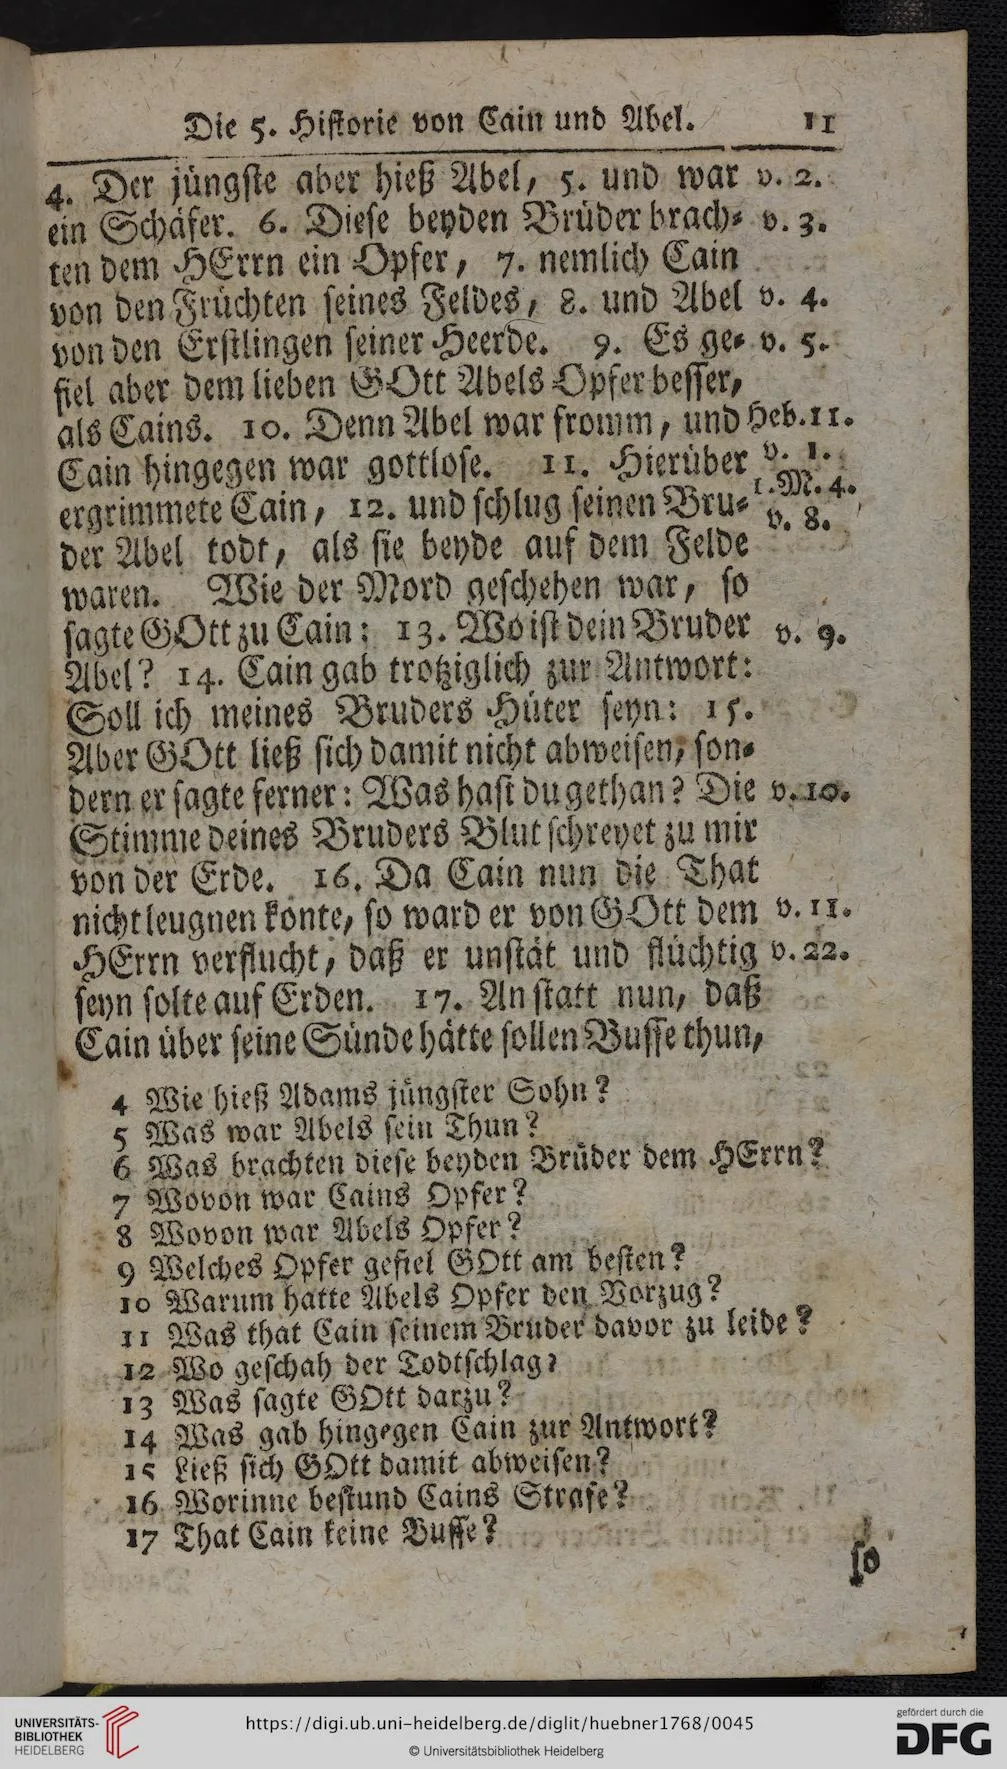 Die 5. Historie von Cain und Abel. 11
4. Der jüngste aber hieß Abel, 5. und war v. 2.
ein Schäfer. 6. Diese beyden Brüder brach- v. 3.
ten dem HErrn ein Opfer, 7. nemlich Cain
von den Früchten seines Feldes, 8. und Abel v. 4.
von den Erstlingen seiner Heerde. 9. Es ge- v. 5.
fiel aber dem lieben GOtt Abels Opfer besser,
als Cains. 10. Denn Abel war fromm, und Heb. 11.
Cain hingegen war gottlose. 11. Hierüber v. 1.
ergrimmete Cain, 12. und schlug seinen Bru- 1. M. 4. v. 8.
der Abel todt, als sie beyde auf dem Felde
waren. Wie der Mord geschehen war, so
sagte GOtt zu Cain: 13. Wo ist dein Bruder v. 9.
Abel? 14. Cain gab trotziglich zur Antwort:
Soll ich meines Bruders Hüter seyn: 15.
Aber GOtt ließ sich damit nicht abweisen, son-
dern er sagte ferner: Was hast du gethan? Die v. 10.
Stimme deines Bruders Blut schreyet zu mir
von der Erde. 16. Da Cain nun die That
nicht leugnen konte, so ward er von GOtt dem v. 11.
HErrn verflucht, daß er unstät und flüchtig v. 22.
seyn solte auf Erden. 17. An statt nun, daß
Cain über seine Sünde hätte sollen Busse thun,
4 Wie hieß Adams jüngster Sohn?
5 Was war Abels sein Thun?
6 Was brachten diese beyden Brüder dem HErrn?
7 Wovon war Cains Opfer?
8 Wovon war Abels Opfer?
9 Welches Opfer gefiel GOtt am besten?
10 Warum hatte Abels Opfer den Vorzug?
11 Was that Cain seinem Bruder davor zu leide?
12 Wo geschah der Todtschlag?
13 Was sagte GOtt darzu?
14 Was gab hingegen Cain zur Antwort?
15 Ließ sich GOtt damit abweisen?
16 Worinne bestund Cains Strafe?
17 That Cain keine Busse?
so
UNIVERSITÄTS-
BIBLIOTHEK
HEIDELBERG
https://digi.ub.uni-heidelberg.de/diglit/huebner1768/0045
© Universitätsbibliothek Heidelberg
gefördert durch die
DFG